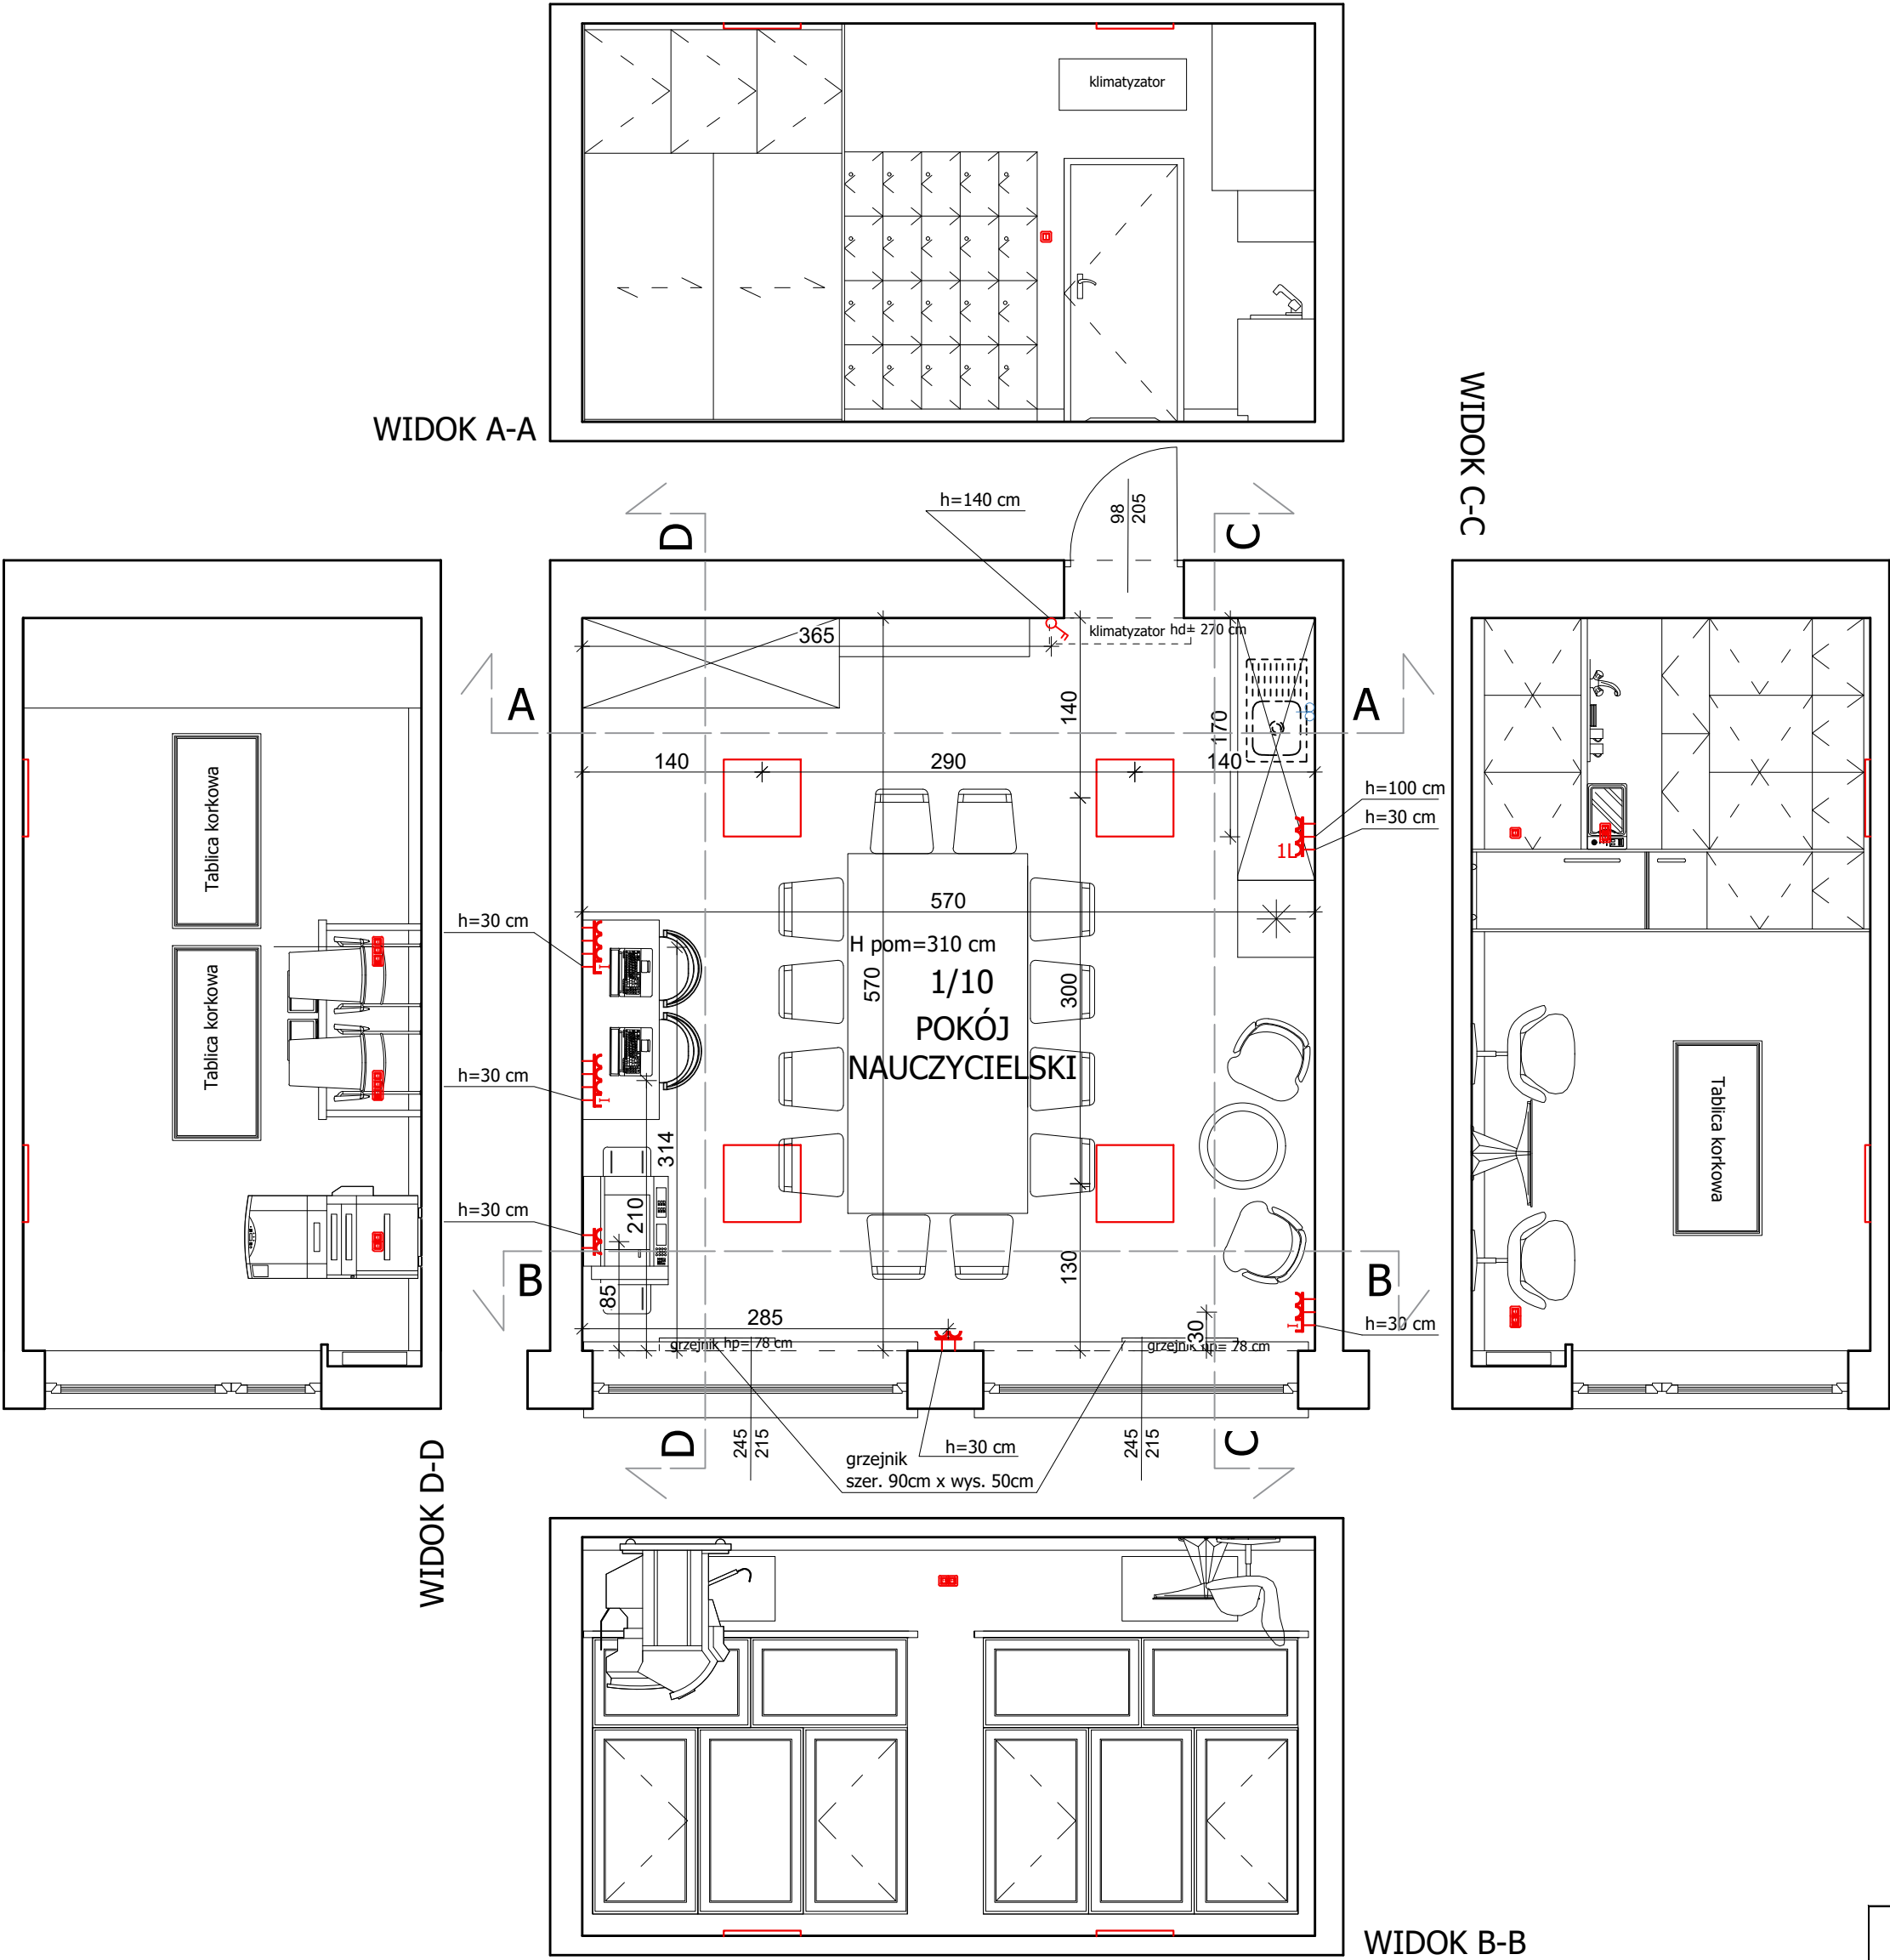 klimatyzator
WIDOK A-A
WIDOK C-C
h=140 cm
98
205
D
C
365
klimatyzator hd= 270 cm
A
A
140
170
140
290
140
h=100 cm
h=30 cm
1L
Tablica korkowa
Tablica korkowa
570
h=30 cm
H pom=310 cm
1/10
POKÓJ
NAUCZYCIELSKI
570
300
h=30 cm
Tablica korkowa
314
h=30 cm
210
130
B
B
85
285
30
h=30 cm
grzejnik hp= 78 cm
grzejnik hp= 78 cm
D
C
245
215
245
215
h=30 cm
grzejnik
szer. 90cm x wys. 50cm
WIDOK D-D
WIDOK B-B